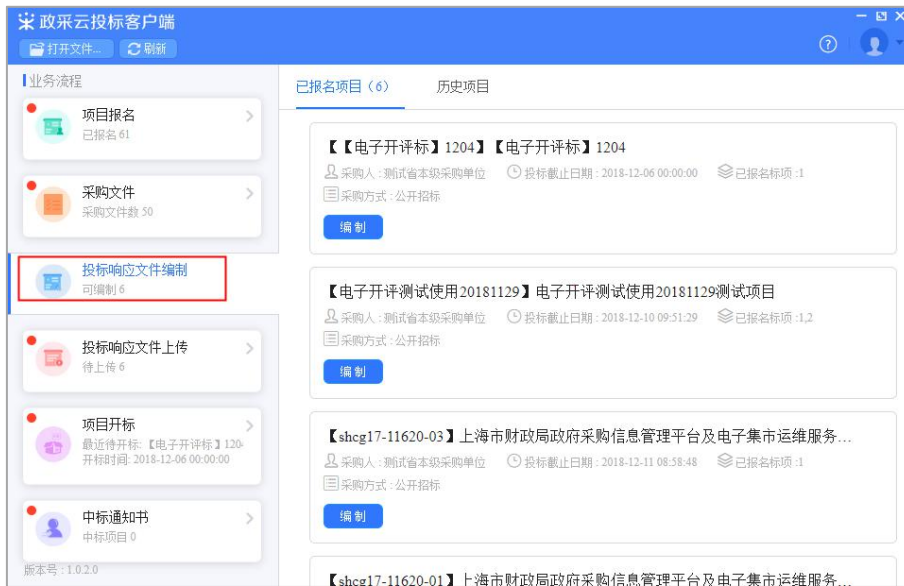 政采云投标客户端
打开文件... 刷新
业务流程
项目报名
已报名 61
采购文件
采购文件数 50
投标响应文件编制
可编制 6
投标响应文件上传
待上传 6
项目开标
最近待开标: 【电子开评标】120
开标时间: 2018-12-06 00:00:00
中标通知书
中标项目 0
版本号 : 1.0.2.0
已报名项目（6） 历史项目
【【电子开评标】1204】【电子开评标】1204
采购人 : 测试省本级采购单位 投标截止日期 : 2018-12-06 00:00:00 已报名标项 :1
采购方式 : 公开招标
编制
【电子开评测试使用20181129】电子开评测试使用20181129测试项目
采购人 : 测试省本级采购单位 投标截止日期 : 2018-12-10 09:51:29 已报名标项 :1,2
采购方式 : 公开招标
编制
【shcg17-11620-03】上海市财政局政府采购信息管理平台及电子集市运维服务...
采购人 : 测试省本级采购单位 投标截止日期 : 2018-12-11 08:58:48 已报名标项 :1
采购方式 : 公开招标
编制
【shcg17-11620-01】上海市财政局政府采购信息管理平台及电子集市运维服务...